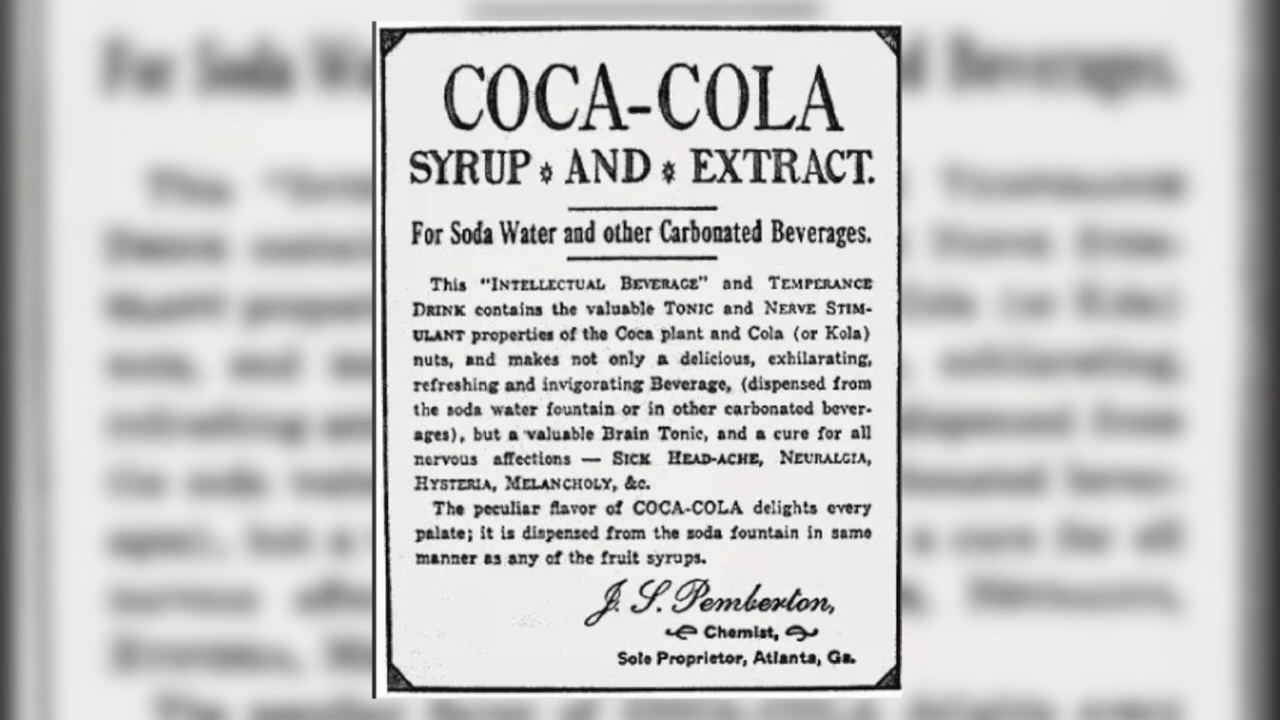 COCA-COLA
SYRUP * AND * EXTRACT.
For Soda Water and other Carbonated Beverages.
This "INTELLECTUAL BEVERAGE" and TEMPERANCE
DRINK contains the valuable TONIC and NERVE STIM-
ULANT properties of the Coca plant and Cola (or Kola)
nuts, and makes not only a delicious, exhilarating,
refreshing and invigorating Beverage, (dispensed from
the soda water fountain or in other carbonated bever-
ages), but a valuable Brain Tonic, and a cure for all
nervous affections — SICK HEAD-ACHE, NEURALGIA,
HYSTERIA, MELANCHOLY, &c.
The peculiar flavor of COCA-COLA delights every
palate; it is dispensed from the soda fountain in same
manner as any of the fruit syrups.
J. S. Pemberton,
Chemist,
Sole Proprietor, Atlanta, Ga.